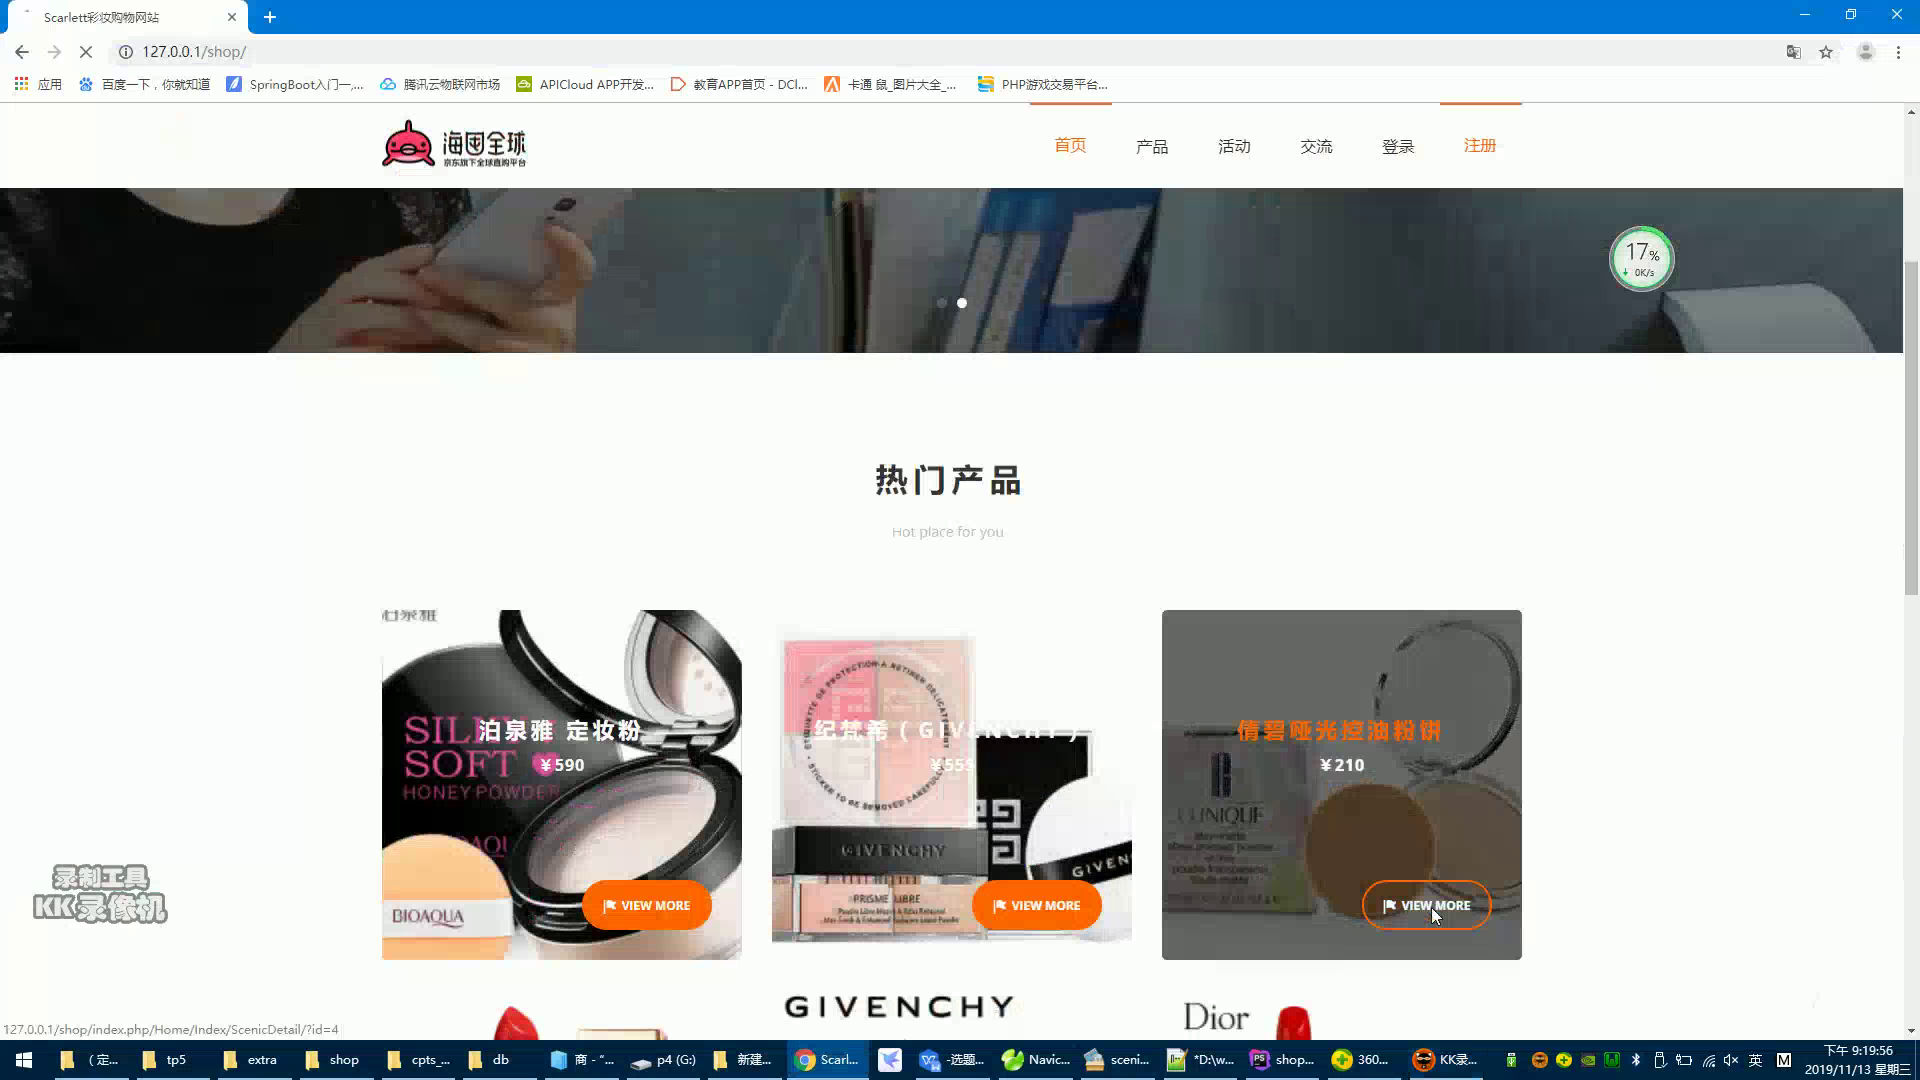 Scarlett彩妆购物网站
127.0.0.1/shop/
应用
百度一下，你就知道
SpringBoot入门一,...
腾讯云物联网市场
APICloud APP开发...
教育APP首页 - DCl...
卡通 鼠_图片大全_...
PHP游戏交易平台...
海囤全球
京东旗下全球直购平台
首页
产品
活动
交流
登录
注册
17%
0K/s
热门产品
Hot place for you
泊泉雅
SILKY
SOFT
HONEY POWDER
泊泉雅 定妆粉
¥590
BIOAQUA
VIEW MORE
纪梵希（GIVENCHY）
¥555
GIVENCHY
PRISME LIBRE
VIEW MORE
倩碧哑光控油粉饼
¥210
CLINIQUE
VIEW MORE
GIVENCHY
Dior
录制工具
KK录像机
127.0.0.1/shop/index.php/Home/Index/ScenicDetail/?id=4
（定...
tp5
extra
shop
cpts_...
db
商 - "...
p4 (G:)
新建...
Scarl...
-选题...
Navic...
sceni...
*D:\w...
shop...
360...
KK录...
英
M
下午 9:19:56
2019/11/13 星期三